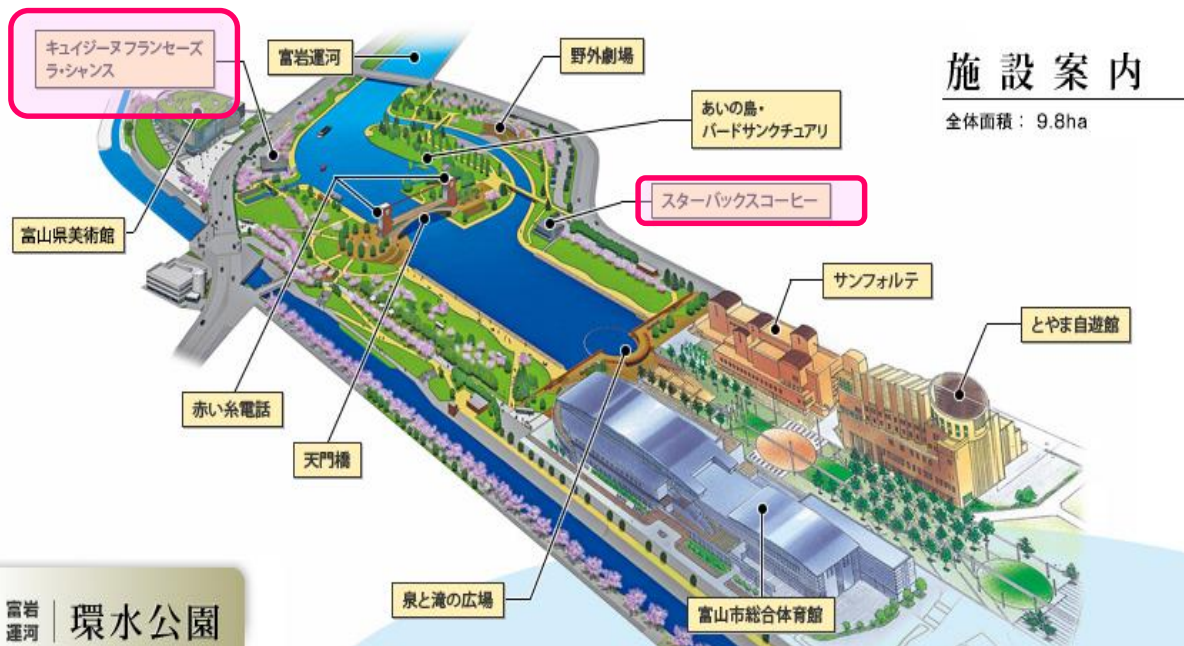 キュイジーヌ フランセーズ
ラ・シャンス
富岩運河
野外劇場
施設案内
全体面積： 9.8ha
あいの島・
バードサンクチュアリ
スターバックスコーヒー
富山県美術館
サンフォルテ
とやま自遊館
赤い糸電話
天門橋
泉と滝の広場
富山市総合体育館
富岩
運河
環水公園